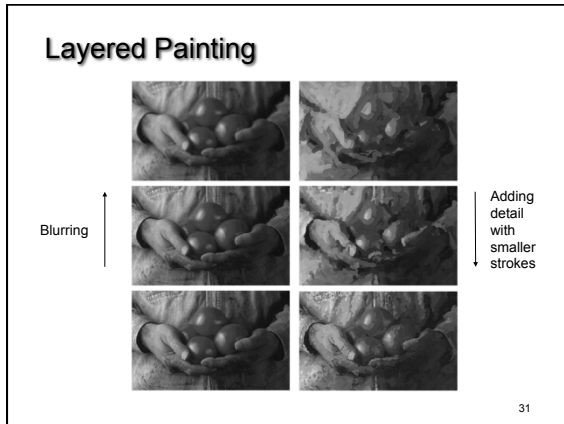 Layered Painting
Blurring
Adding
detail
with
smaller
strokes
31